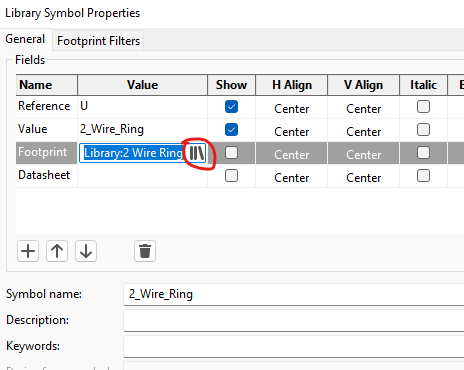 Library Symbol Properties
General Footprint Filters
Fields
Name Value Show H Align V Align Italic
Reference U Center Center
Value 2_Wire_Ring Center Center
Footprint Library:2 Wire Ring Center Center
Datasheet Center Center
Symbol name: 2_Wire_Ring
Description:
Keywords: